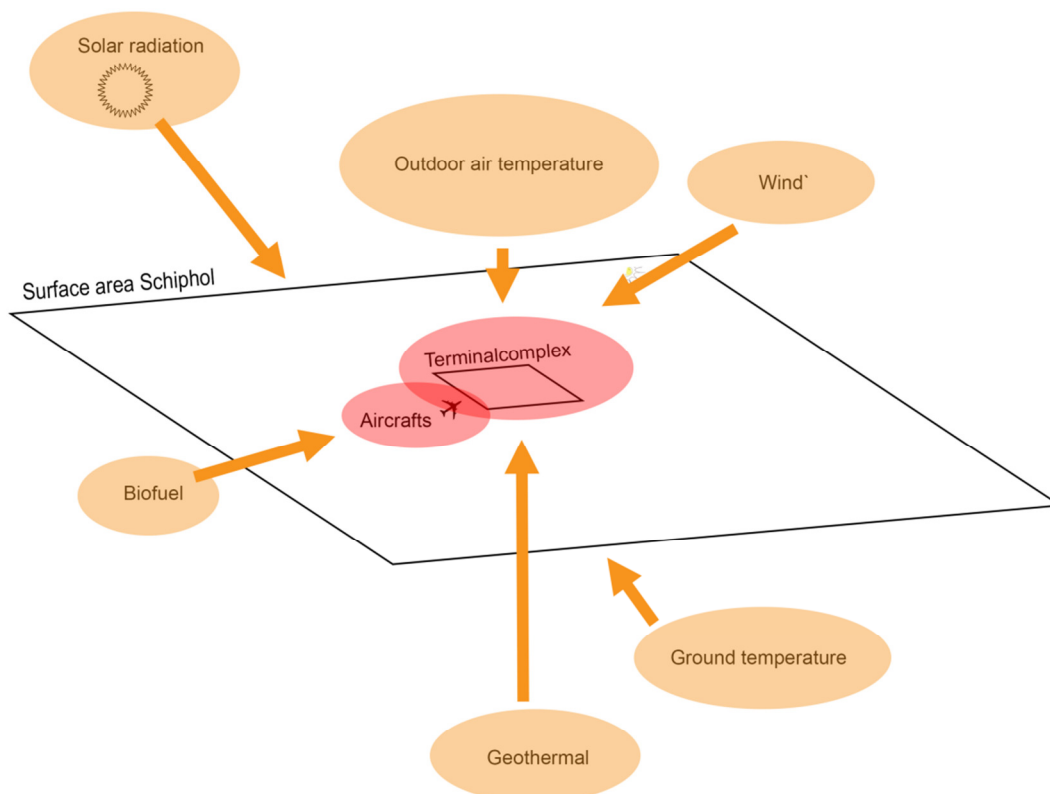 Solar radiation
Outdoor air temperature
Wind`
Surface area Schiphol
Terminalcomplex
Aircrafts
Biofuel
Ground temperature
Geothermal